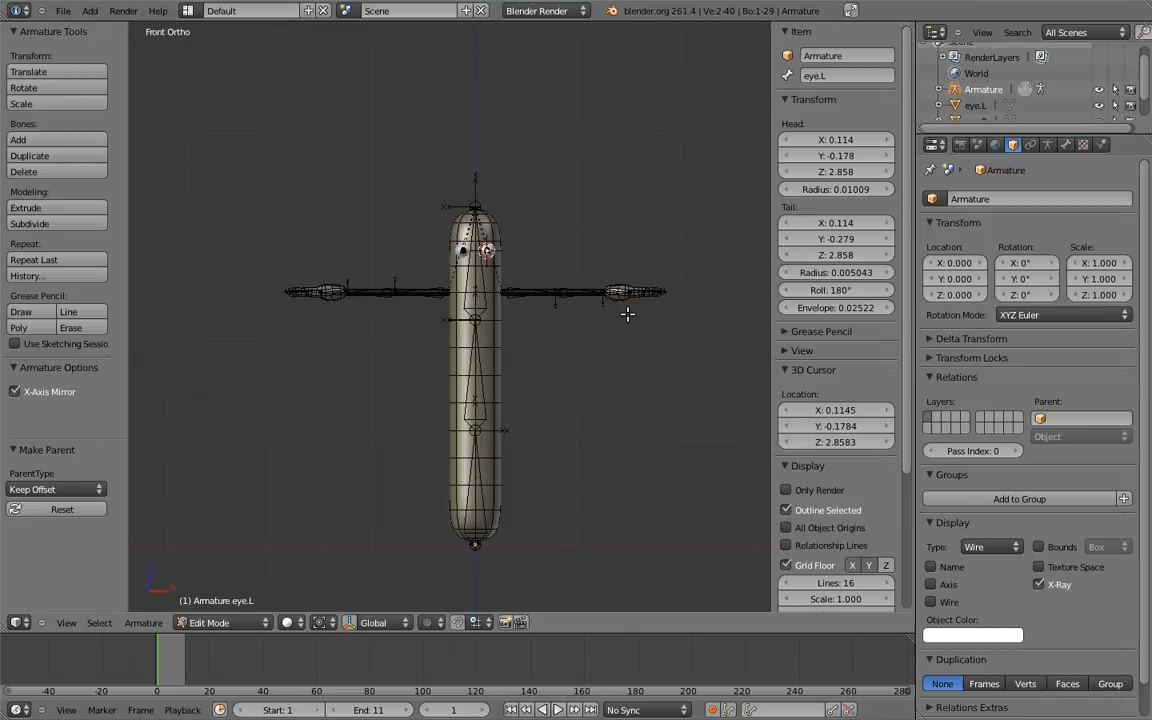 File Add Render Help Default Scene Blender Render blender.org 261.4 | Ve:2-40 | Bo:1-29 | Armature
Armature Tools
Transform:
Translate
Rotate
Scale
Bones:
Add
Duplicate
Delete
Modeling:
Extrude
Subdivide
Repeat:
Repeat Last
History...
Grease Pencil:
Draw Line
Poly Erase
Use Sketching Sessio
Armature Options
X-Axis Mirror
Make Parent
ParentType
Keep Offset
Reset
Front Ortho
(1) Armature eye.L
View Select Armature Edit Mode Global
Item
Armature
eye.L
Transform
Head:
X: 0.114
Y: -0.178
Z: 2.858
Radius: 0.01009
Tail:
X: 0.114
Y: -0.279
Z: 2.858
Radius: 0.005043
Roll: 180°
Envelope: 0.02522
Grease Pencil
View
3D Cursor
Location:
X: 0.1145
Y: -0.1784
Z: 2.8583
Display
Only Render
Outline Selected
All Object Origins
Relationship Lines
Grid Floor X Y Z
Lines: 16
Scale: 1.000
View Search All Scenes
RenderLayers
World
Armature
eye.L
Armature
Armature
Transform
Location: Rotation: Scale:
X: 0.000 X: 0° X: 1.000
Y: 0.000 Y: 0° Y: 1.000
Z: 0.000 Z: 0° Z: 1.000
Rotation Mode: XYZ Euler
Delta Transform
Transform Locks
Relations
Layers: Parent:
Object
Pass Index: 0
Groups
Add to Group
Display
Type: Wire Bounds Box
Name Texture Space
Axis X-Ray
Wire
Object Color:
Duplication
None Frames Verts Faces Group
Relations Extras
-40 -20 0 20 40 60 80 100 120 140 160 180 200 220 240 260 280
View Marker Frame Playback Start: 1 End: 11 1 No Sync